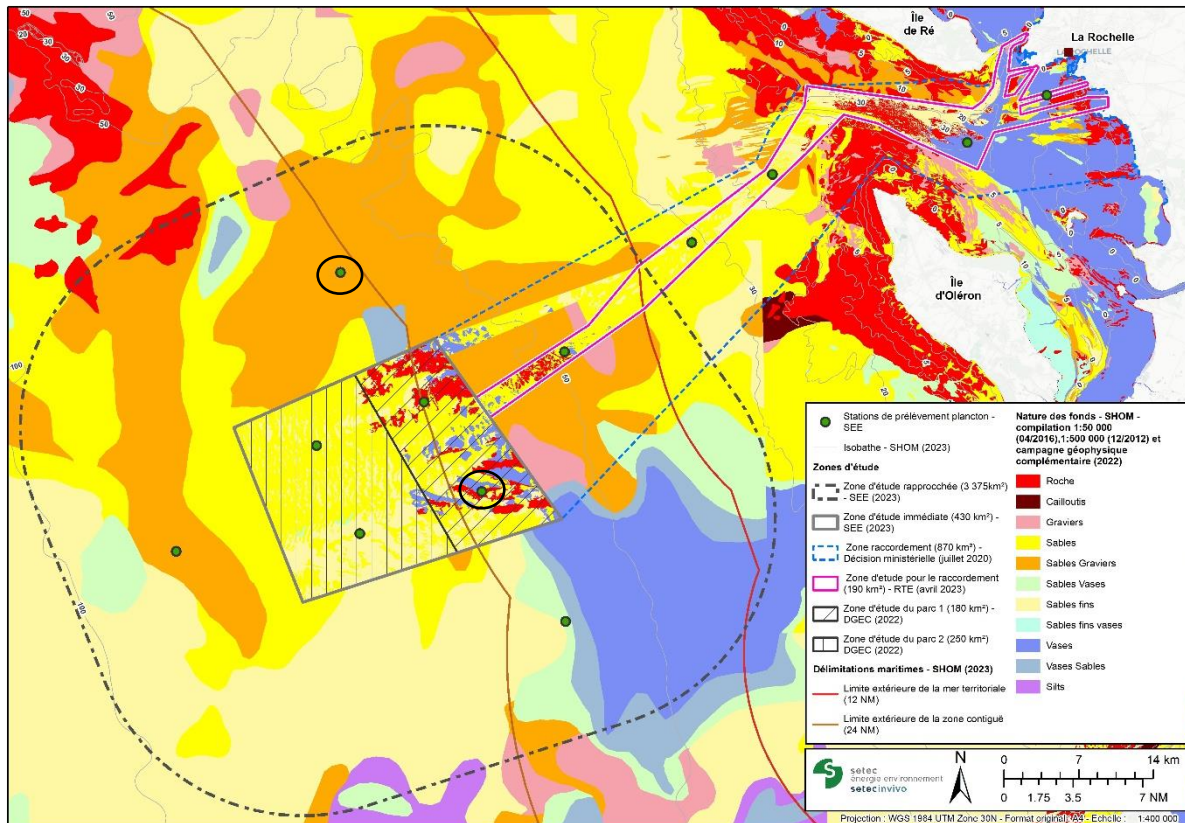 Île
de Ré
La Rochelle
LA ROCHELLE
Île
d'Oléron
Stations de prélèvement plancton -
SEE
Isobathe - SHOM (2023)
Zones d'étude
Zone d'étude rapprocchée (3 375km²)
- SEE (2023)
Zone d'étude immédiate (430 km²) -
SEE (2023)
Zone raccordement (870 km²) -
Décision ministérielle (juillet 2020)
Zone d'etude pour le raccordement
(190 km²) - RTE (avril 2023)
Zone d'étude du parc 1 (180 km²) -
DGEC (2022)
Zone d'étude du parc 2 (250 km²)
DGEC (2022)
Délimitations maritimes - SHOM (2023)
Limite extérieure de la mer territoriale
(12 NM)
Limite extérieure de la zone contiguë
(24 NM)
Nature des fonds - SHOM -
compilation 1:50 000
(04/2016),1:500 000 (12/2012) et
campagne géophysique
complémentaire (2022)
Roche
Cailloutis
Graviers
Sables
Sables Graviers
Sables Vases
Sables fins
Sables fins vases
Vases
Vases Sables
Silts
setec
énergie environnement
setec invivo
N
0 7 14 km
0 1.75 3.5 7 NM
Projection : WGS 1984 UTM Zone 30N - Format original, A4 - Echelle : 1:400 000